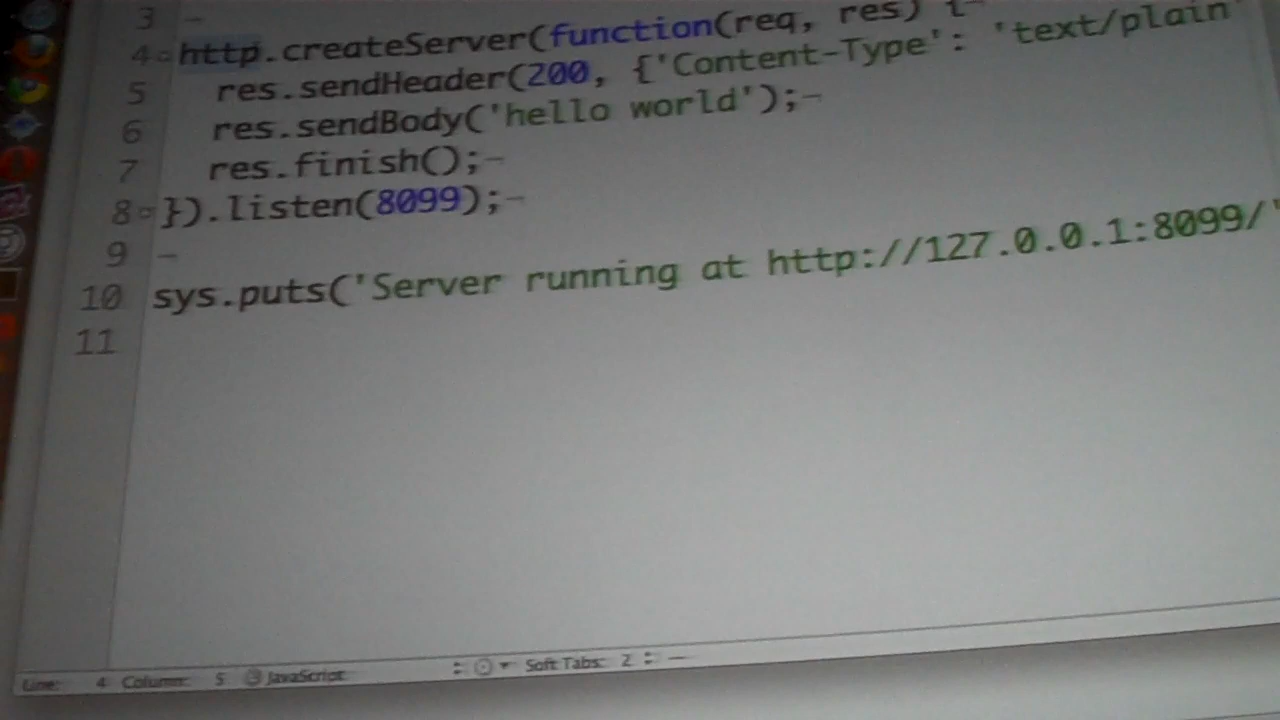 3 ¬
4 http.createServer(function(req, res) {¬
5 res.sendHeader(200, {'Content-Type': 'text/plain'
6 res.sendBody('hello world');¬
7 res.finish();¬
8 }).listen(8099);¬
9 ¬
10 sys.puts('Server running at http://127.0.0.1:8099/'
11
Line: 4 Column: 5 JavaScript Soft Tabs: 2 —